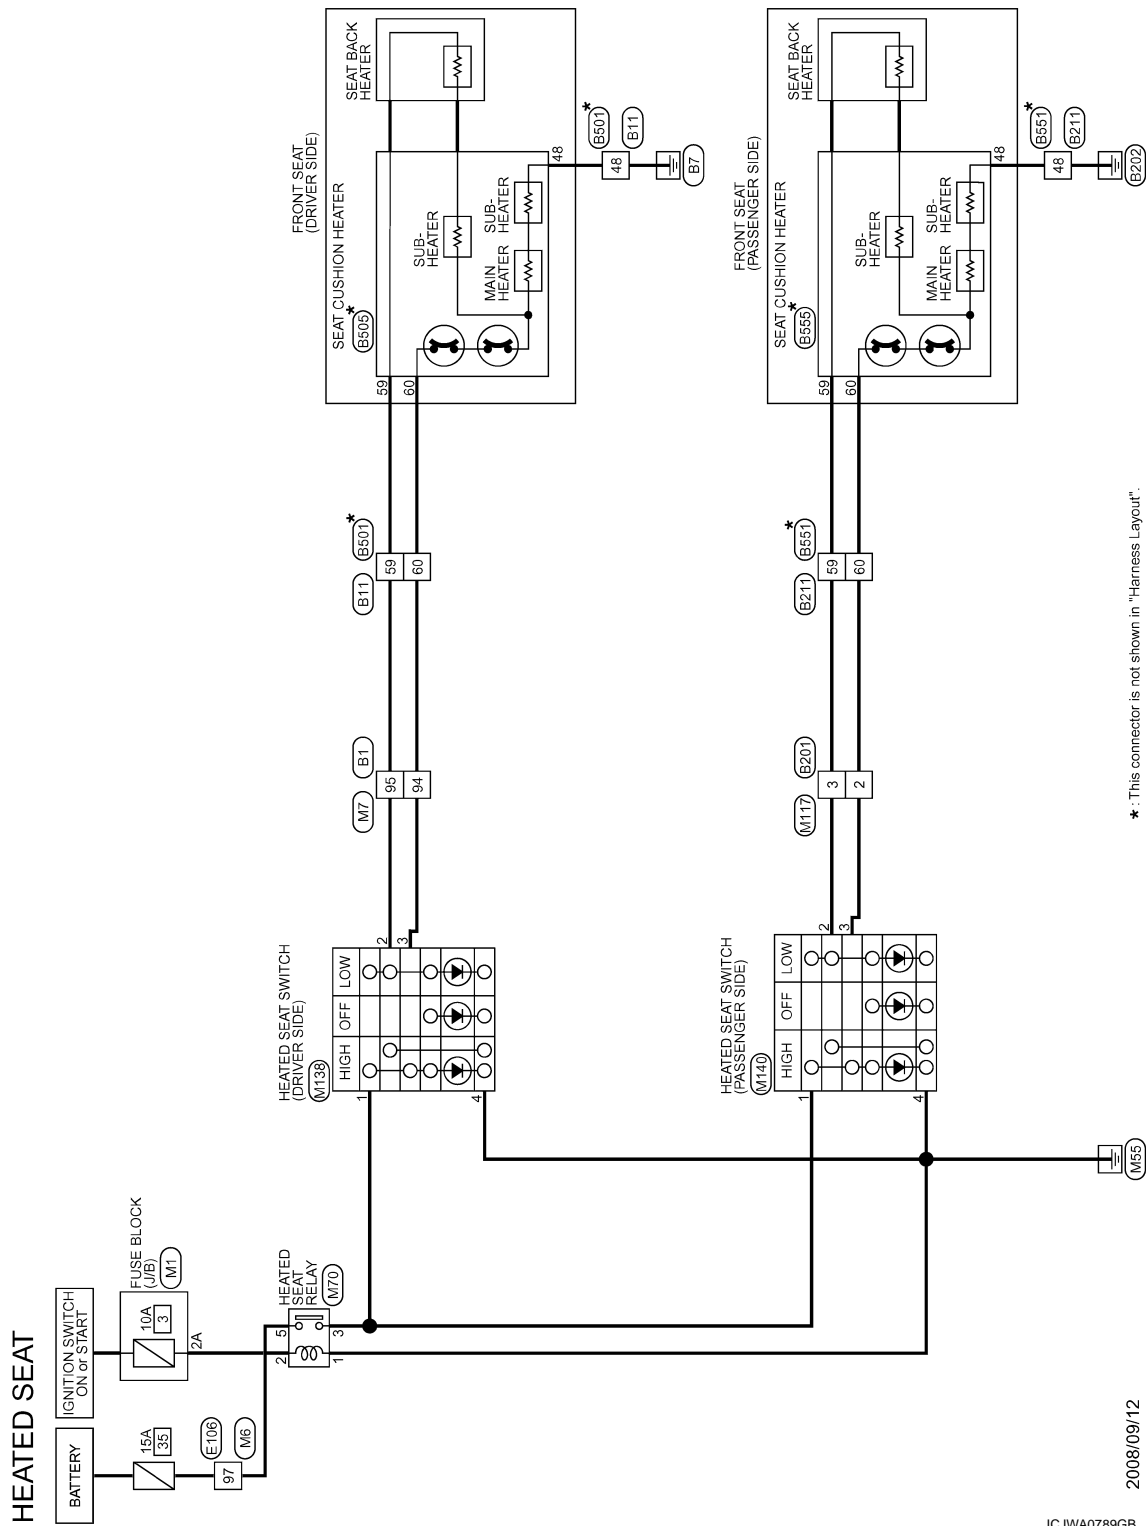 HEATED SEAT
BATTERY
IGNITION SWITCH
ON or START
15A
35
FUSE BLOCK
(J/B)
M1
10A
3
2A
E106
M6
97
HEATED
SEAT
RELAY
M70
5
3
2
1
HEATED SEAT SWITCH
(DRIVER SIDE)
M138
HIGH
OFF
LOW
1
4
2
3
M7
B1
95
94
B11
B501
*
59
60
FRONT SEAT
(DRIVER SIDE)
SEAT CUSHION HEATER
B505
*
59
60
SUB-
HEATER
MAIN
HEATER
SUB-
HEATER
SEAT BACK
HEATER
48
B501
*
B11
48
B7
HEATED SEAT SWITCH
(PASSENGER SIDE)
M140
HIGH
OFF
LOW
1
4
2
3
M117
B201
3
2
B211
B551
*
59
60
FRONT SEAT
(PASSENGER SIDE)
SEAT CUSHION HEATER
B555
*
59
60
SUB-
HEATER
MAIN
HEATER
SUB-
HEATER
SEAT BACK
HEATER
48
B551
*
B211
48
B202
M55
* : This connector is not shown in "Harness Layout".
2008/09/12
JCJWA0789GB